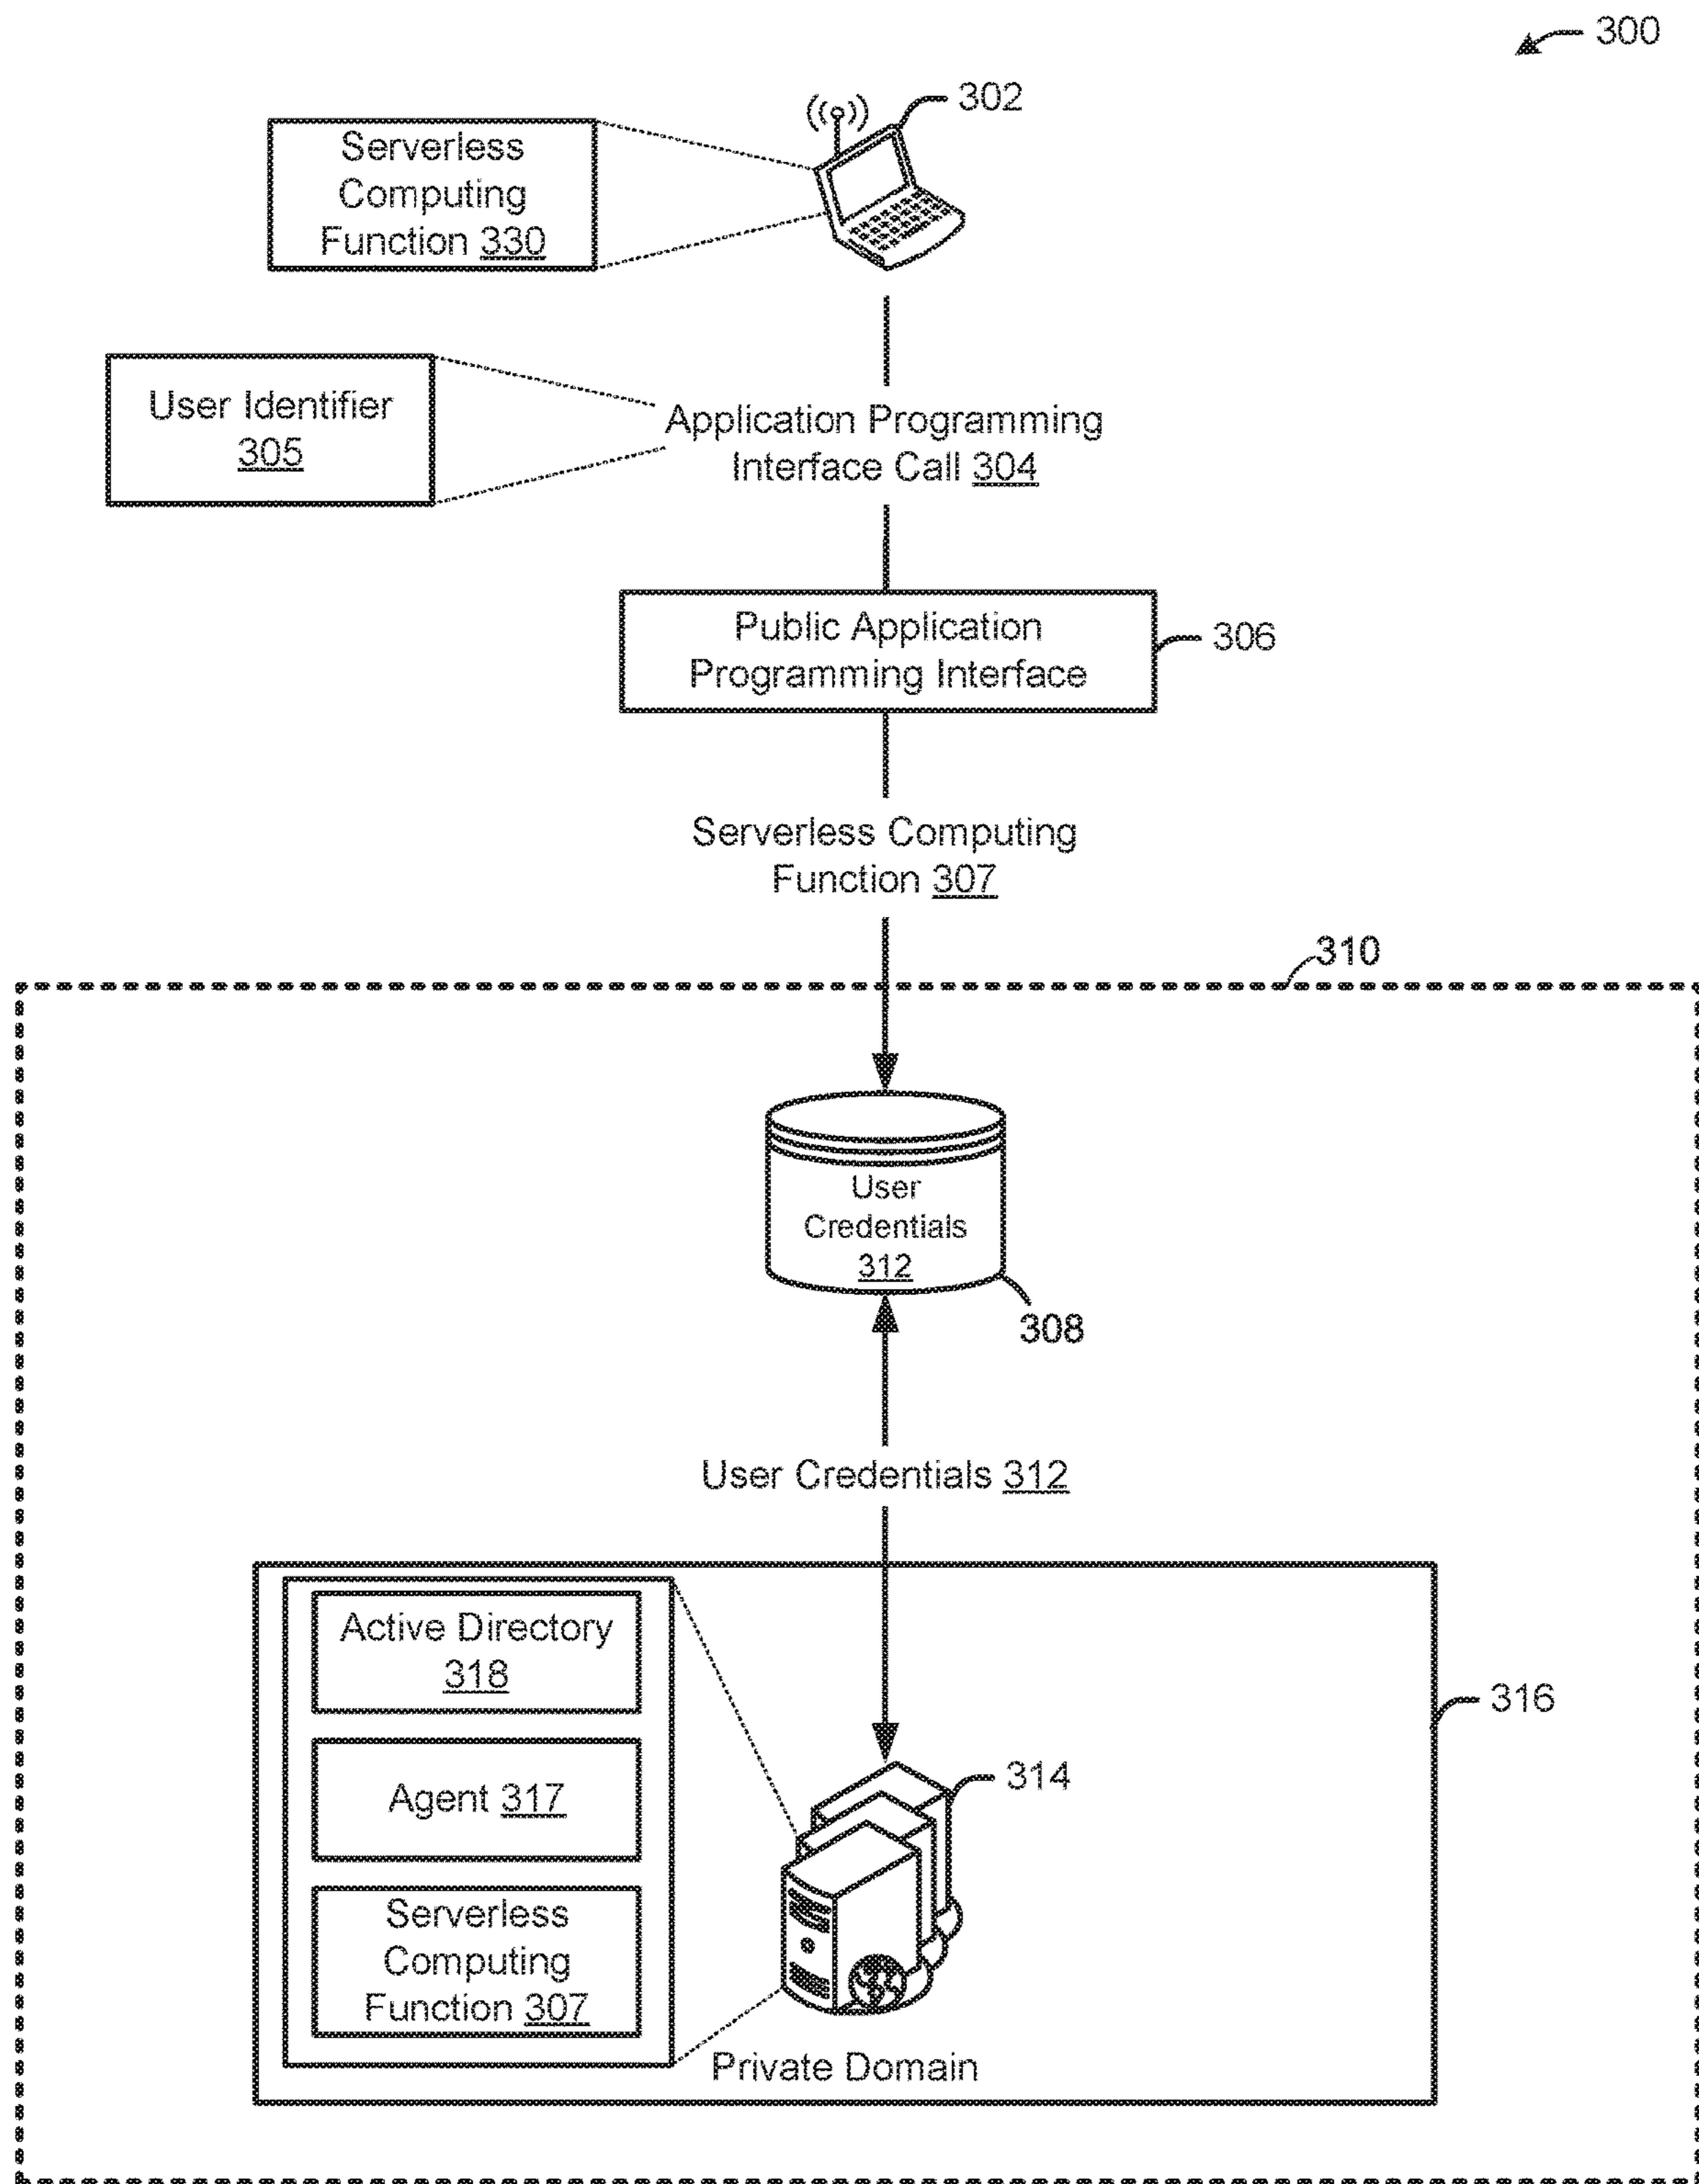 300
302
Serverless
Computing
Function 330
User Identifier
305
Application Programming
Interface Call 304
Public Application
Programming Interface
306
Serverless Computing
Function 307
310
User
Credentials
312
308
User Credentials 312
Active Directory
318
316
Agent 317
314
Serverless
Computing
Function 307
Private Domain